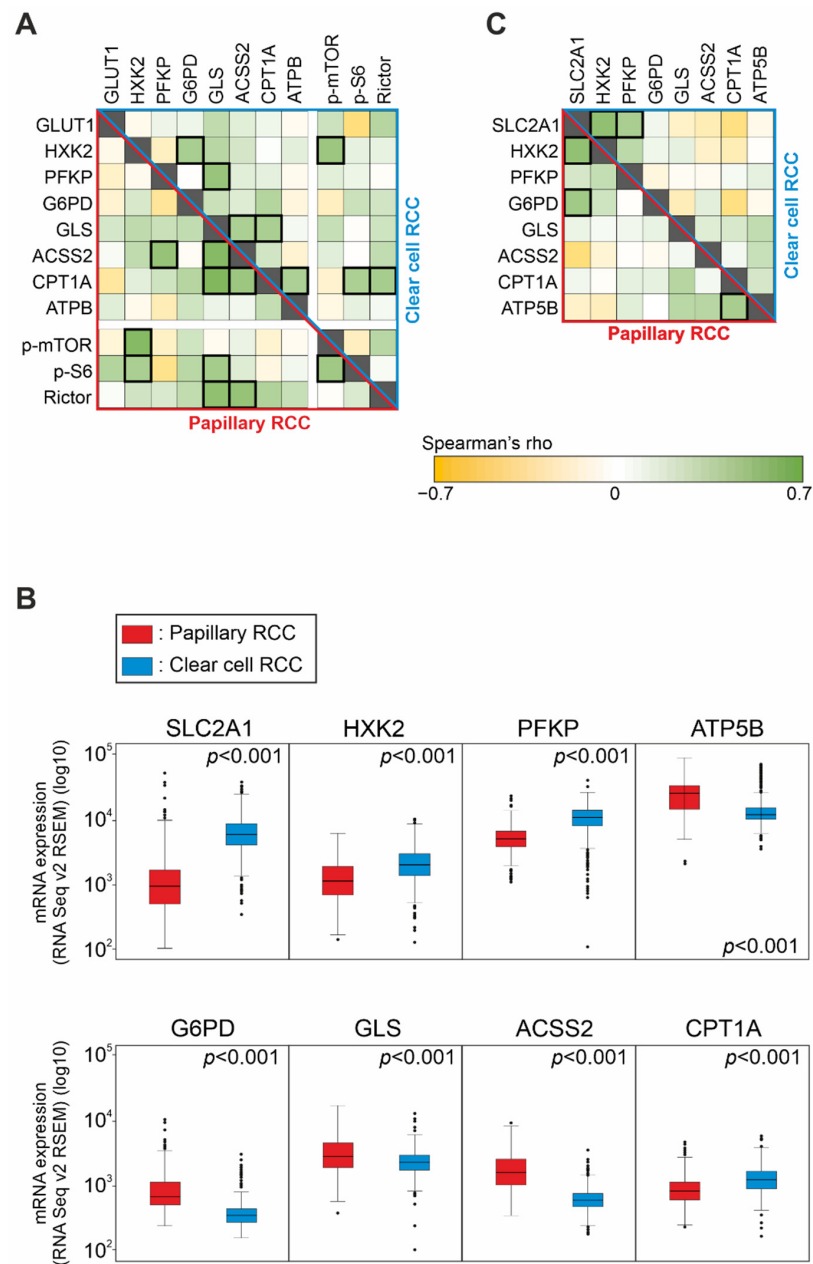 A
GLUT1 HXK2 PFKP G6PD GLS ACSS2 CPT1A ATPB p-mTOR p-S6 Rictor
GLUT1
HXK2
PFKP
G6PD
GLS
ACSS2
CPT1A
ATPB
p-mTOR
p-S6
Rictor
Clear cell RCC
Papillary RCC
C
SLC2A1 HXK2 PFKP G6PD GLS ACSS2 CPT1A ATP5B
SLC2A1
HXK2
PFKP
G6PD
GLS
ACSS2
CPT1A
ATP5B
Clear cell RCC
Papillary RCC
Spearman's rho
−0.7 0 0.7
B
: Papillary RCC
: Clear cell RCC
SLC2A1 HXK2 PFKP ATP5B
p<0.001 p<0.001 p<0.001
p<0.001
mRNA expression
(RNA Seq v2 RSEM) (log10)
10⁵
10⁴
10³
10²
G6PD GLS ACSS2 CPT1A
p<0.001 p<0.001 p<0.001 p<0.001
mRNA expression
(RNA Seq v2 RSEM) (log10)
10⁵
10⁴
10³
10²